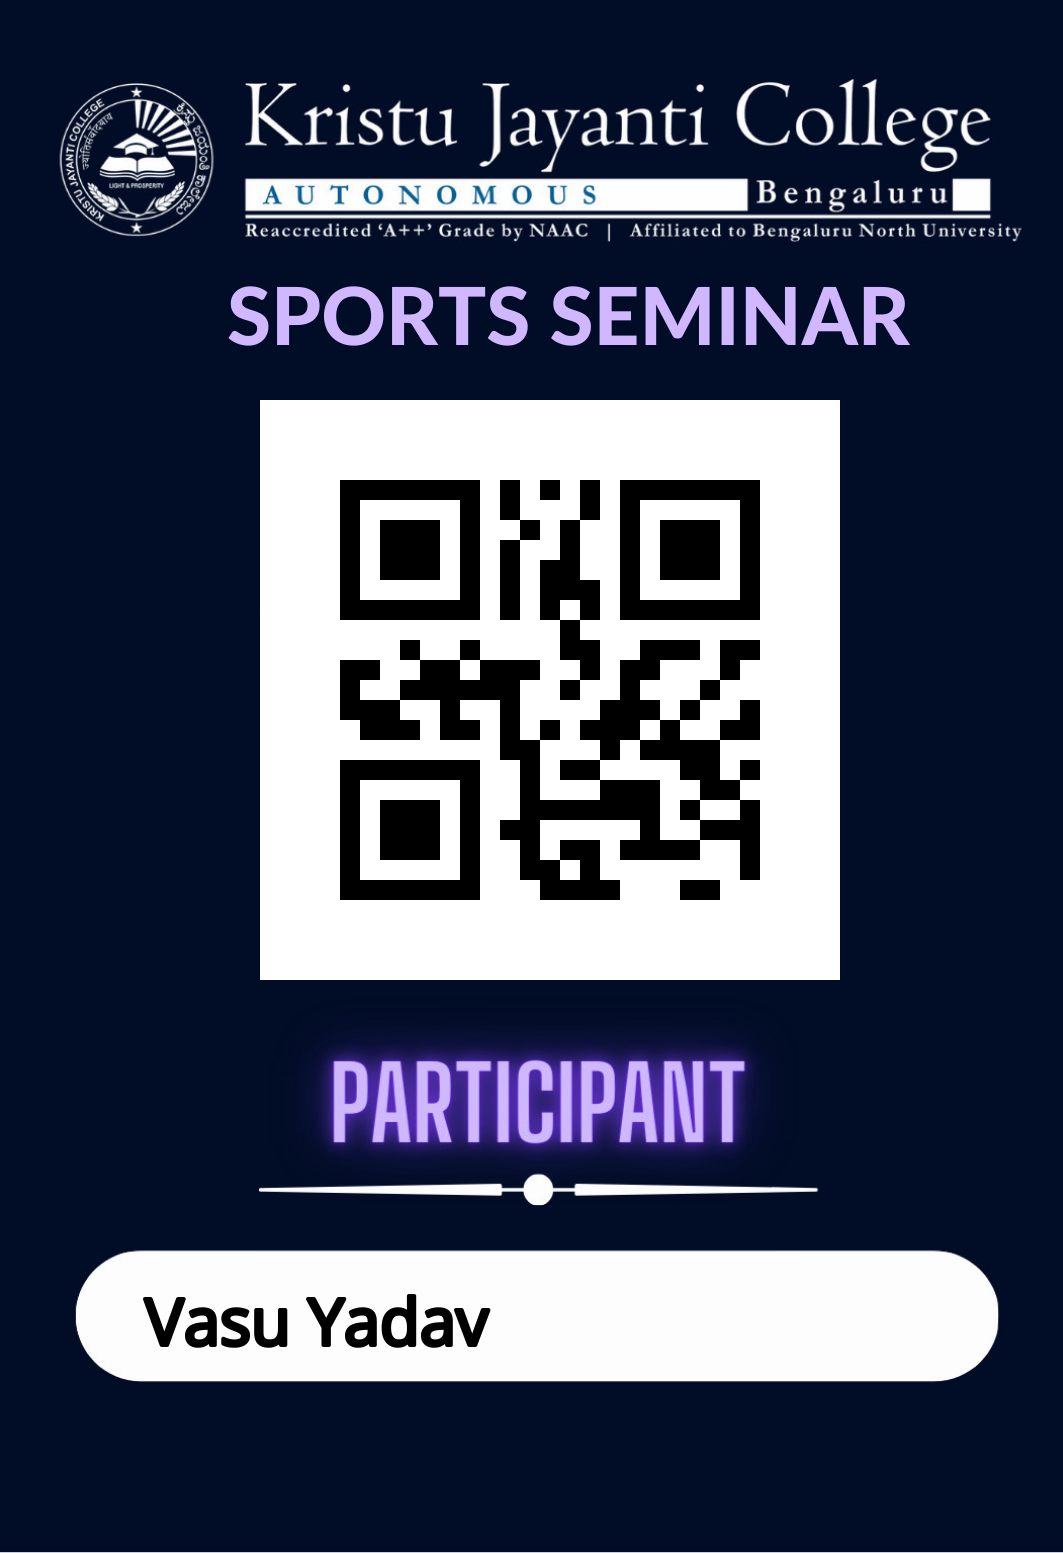 KRISTU JAYANTI COLLEGE
LIGHT & PROSPERITY
Kristu Jayanti College
AUTONOMOUS Bengaluru
Reaccredited ‘A++’ Grade by NAAC | Affiliated to Bengaluru North University
SPORTS SEMINAR
PARTICIPANT
Vasu Yadav